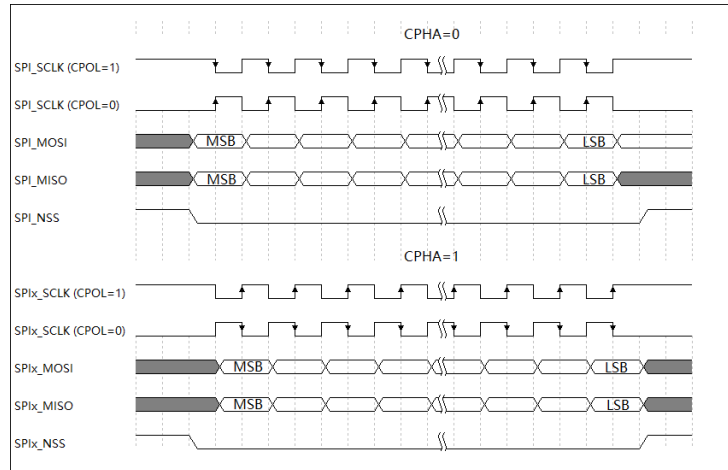 CPHA=0
SPI_SCLK (CPOL=1)
SPI_SCLK (CPOL=0)
SPI_MOSI MSB LSB
SPI_MISO MSB LSB
SPI_NSS
CPHA=1
SPIx_SCLK (CPOL=1)
SPIx_SCLK (CPOL=0)
SPIx_MOSI MSB LSB
SPIx_MISO MSB LSB
SPIx_NSS